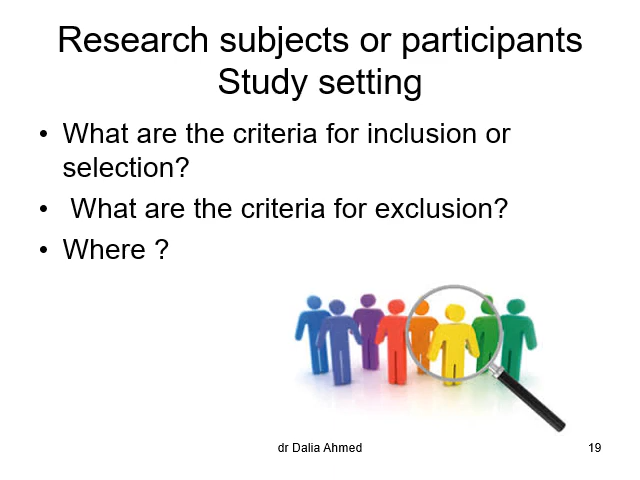 Research subjects or participants
Study setting
• What are the criteria for inclusion or
selection?
• What are the criteria for exclusion?
• Where ?
dr Dalia Ahmed
19